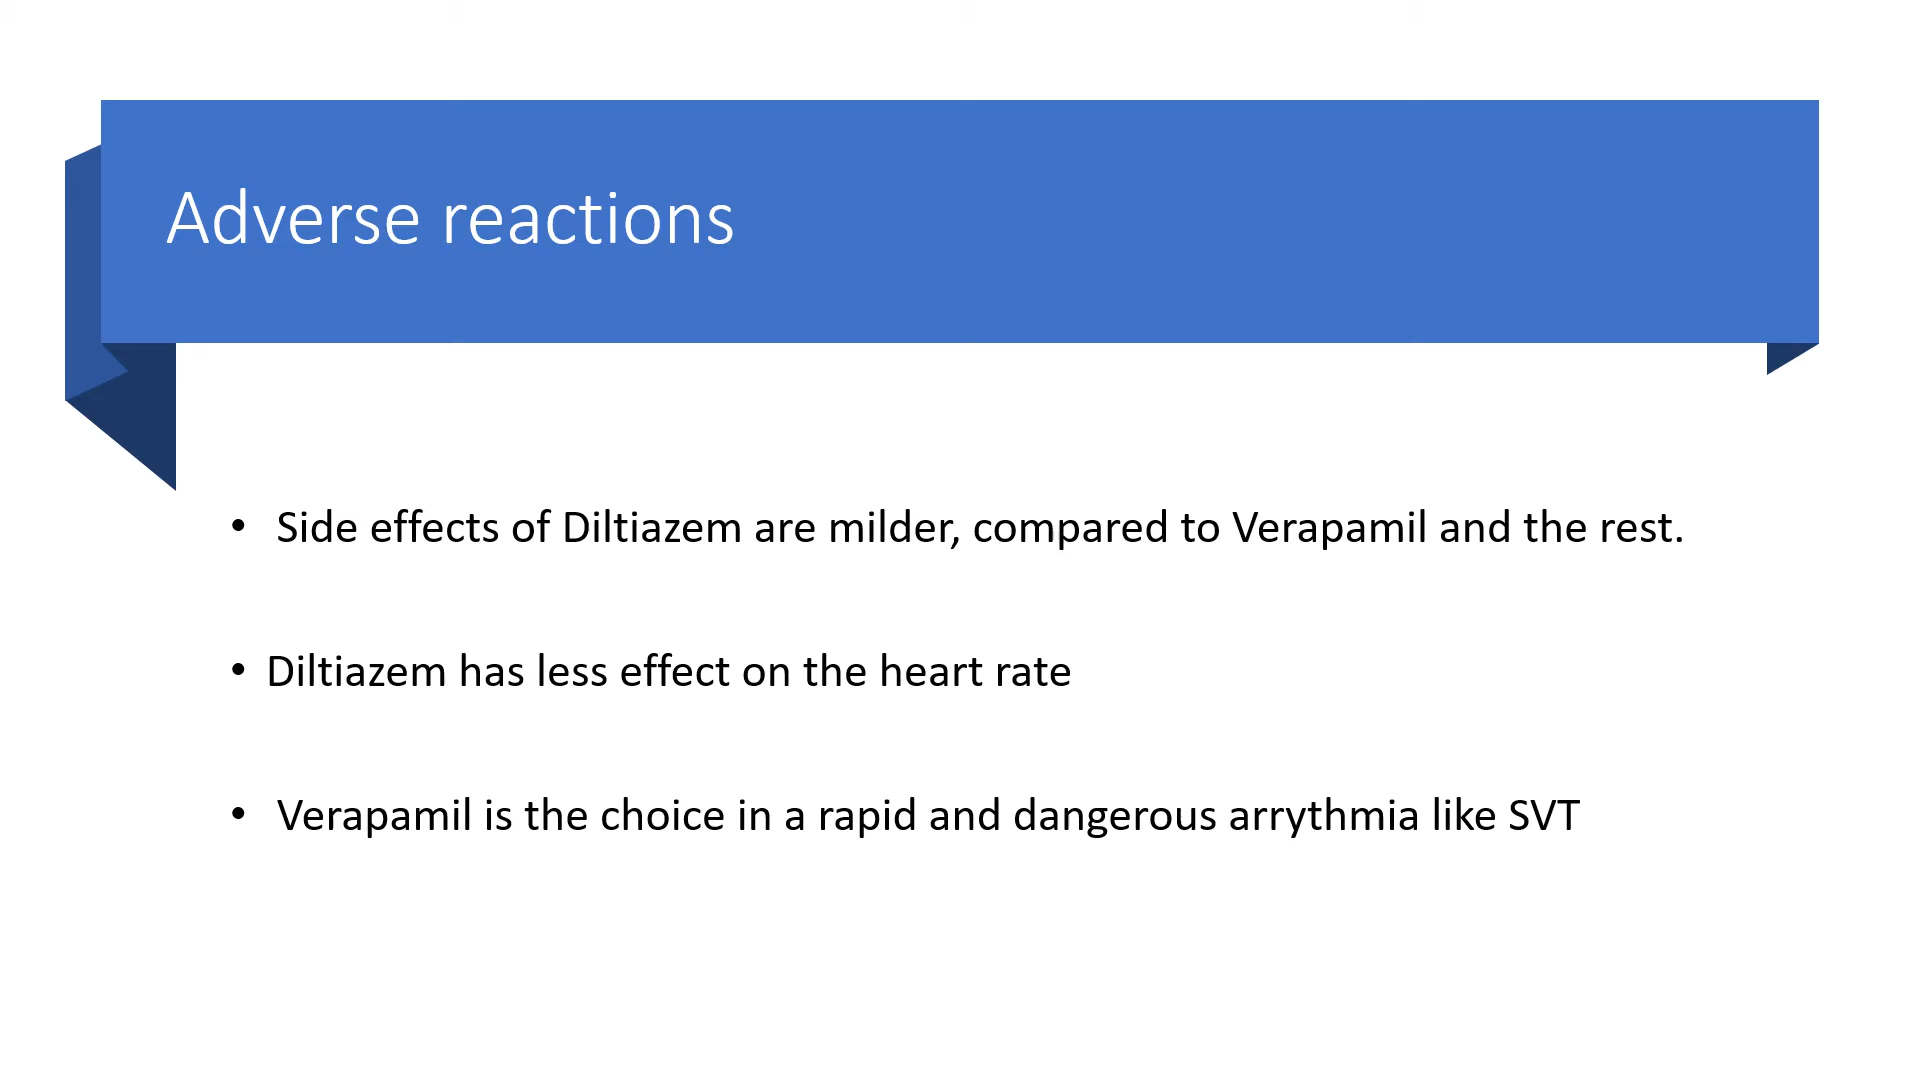 Adverse reactions
• Side effects of Diltiazem are milder, compared to Verapamil and the rest.
• Diltiazem has less effect on the heart rate
• Verapamil is the choice in a rapid and dangerous arrythmia like SVT